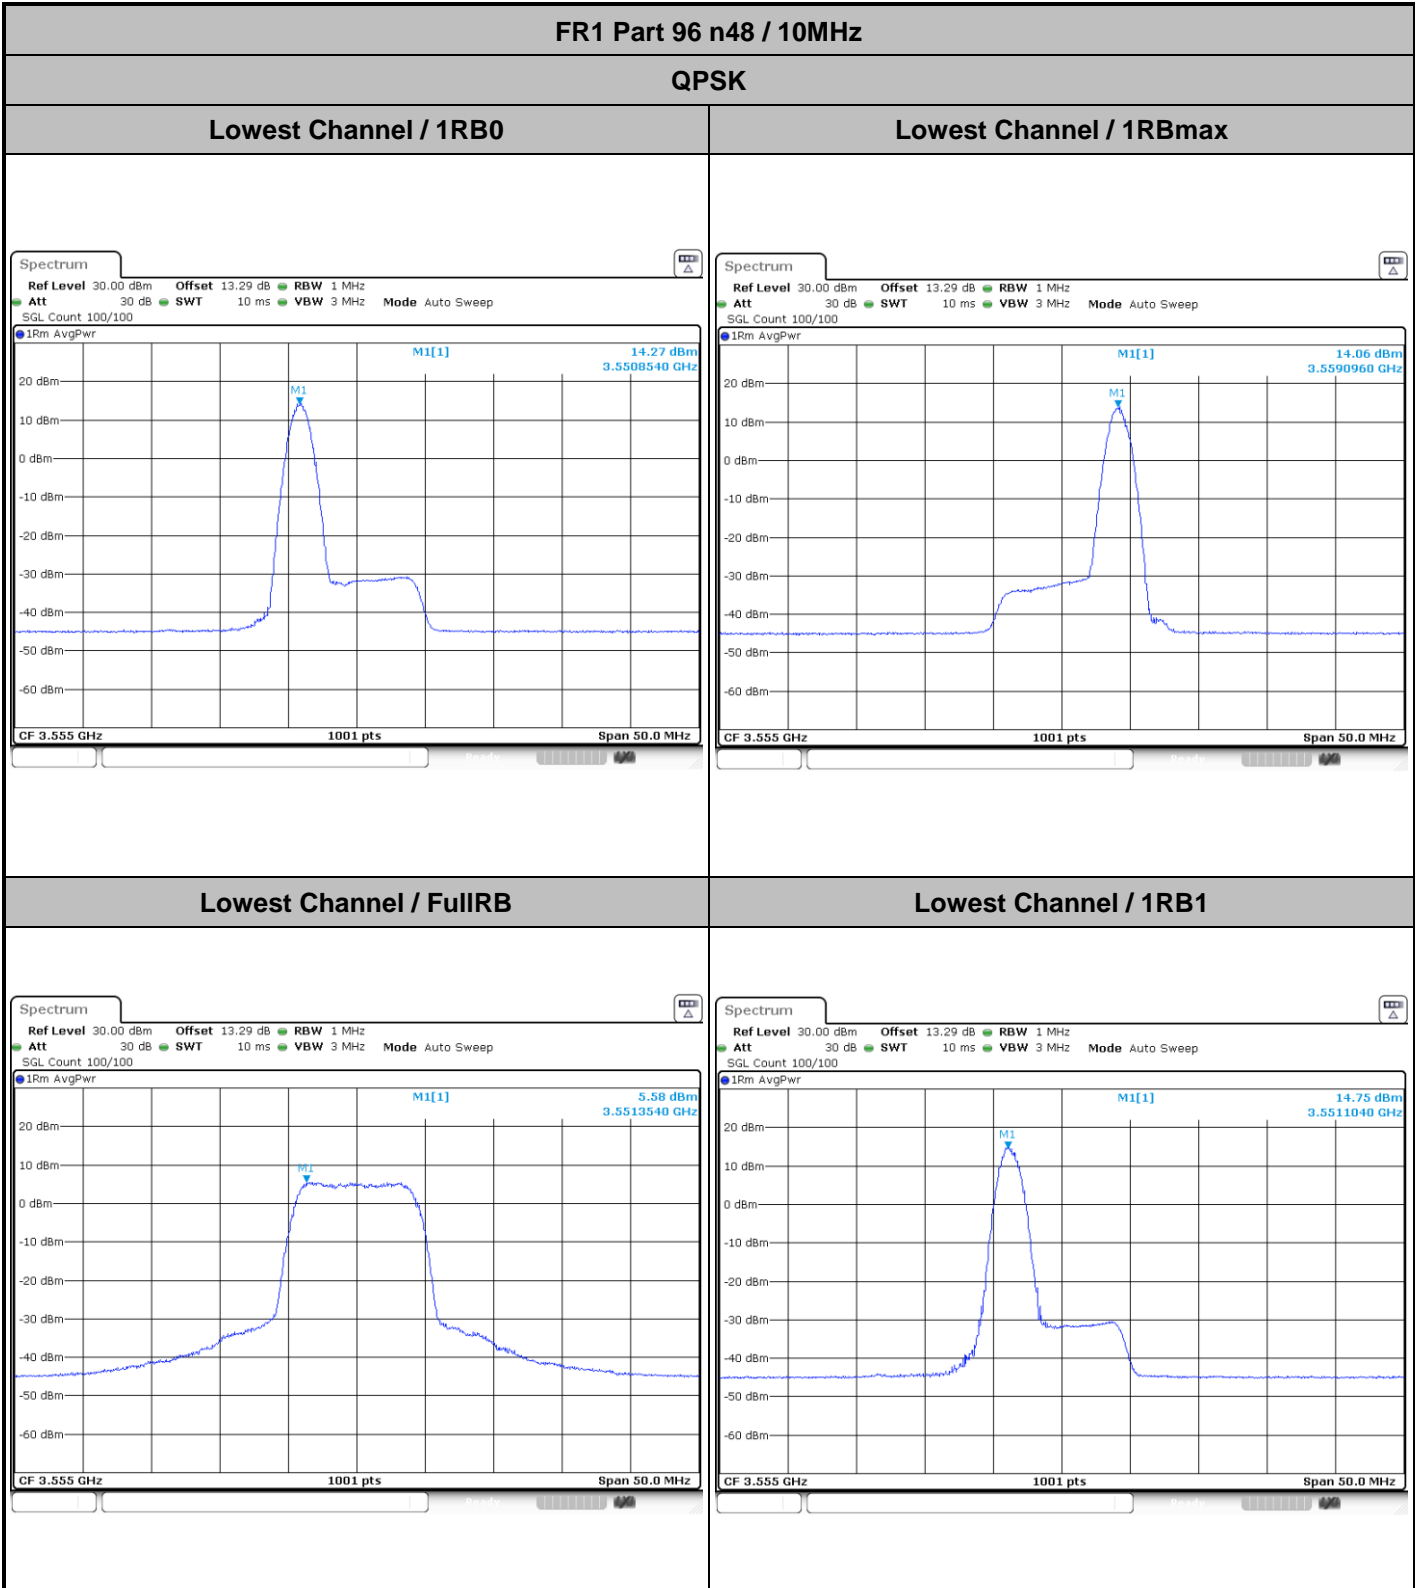 FR1 Part 96 n48 / 10MHz
QPSK
Lowest Channel / 1RB0
Lowest Channel / 1RBmax
Spectrum
Ref Level 30.00 dBm Offset 13.29 dB RBW 1 MHz
Att 30 dB SWT 10 ms VBW 3 MHz Mode Auto Sweep
SGL Count 100/100
1Rm AvgPwr
M1[1] 14.27 dBm
3.5508540 GHz
M1
20 dBm
10 dBm
0 dBm
-10 dBm
-20 dBm
-30 dBm
-40 dBm
-50 dBm
-60 dBm
CF 3.555 GHz 1001 pts Span 50.0 MHz
Ready
Spectrum
Ref Level 30.00 dBm Offset 13.29 dB RBW 1 MHz
Att 30 dB SWT 10 ms VBW 3 MHz Mode Auto Sweep
SGL Count 100/100
1Rm AvgPwr
M1[1] 14.06 dBm
3.5590960 GHz
M1
20 dBm
10 dBm
0 dBm
-10 dBm
-20 dBm
-30 dBm
-40 dBm
-50 dBm
-60 dBm
CF 3.555 GHz 1001 pts Span 50.0 MHz
Ready
Lowest Channel / FullRB
Lowest Channel / 1RB1
Spectrum
Ref Level 30.00 dBm Offset 13.29 dB RBW 1 MHz
Att 30 dB SWT 10 ms VBW 3 MHz Mode Auto Sweep
SGL Count 100/100
1Rm AvgPwr
M1[1] 5.58 dBm
3.5513540 GHz
M1
20 dBm
10 dBm
0 dBm
-10 dBm
-20 dBm
-30 dBm
-40 dBm
-50 dBm
-60 dBm
CF 3.555 GHz 1001 pts Span 50.0 MHz
Ready
Spectrum
Ref Level 30.00 dBm Offset 13.29 dB RBW 1 MHz
Att 30 dB SWT 10 ms VBW 3 MHz Mode Auto Sweep
SGL Count 100/100
1Rm AvgPwr
M1[1] 14.75 dBm
3.5511040 GHz
M1
20 dBm
10 dBm
0 dBm
-10 dBm
-20 dBm
-30 dBm
-40 dBm
-50 dBm
-60 dBm
CF 3.555 GHz 1001 pts Span 50.0 MHz
Ready